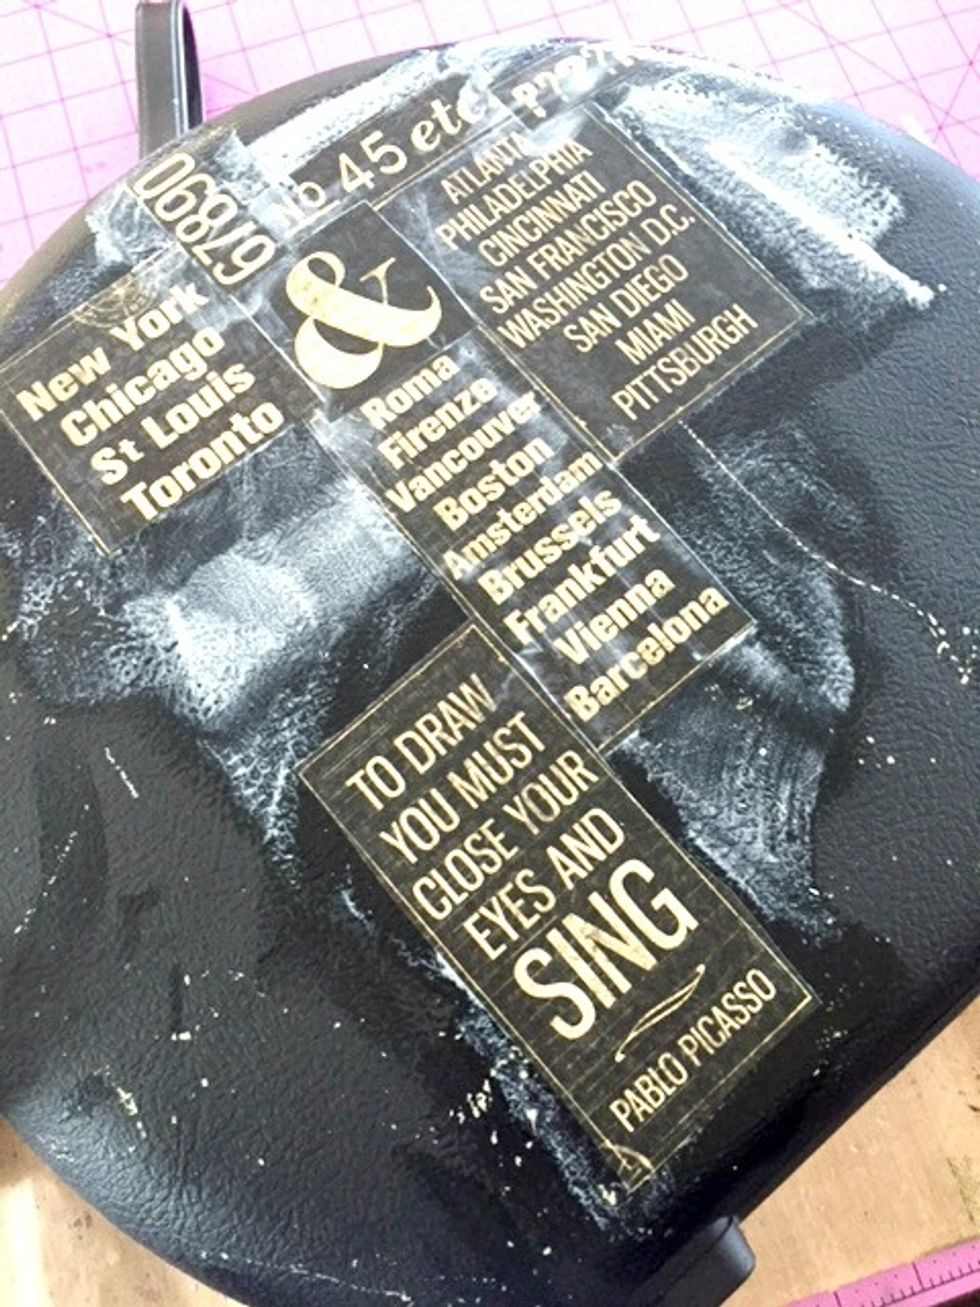 No 45 etc
67890
New York
Chicago
St Louis
Toronto
&
ATLANTA
PHILADELPHIA
CINCINNATI
SAN FRANCISCO
WASHINGTON D.C.
SAN DIEGO
MIAMI
PITTSBURGH
Roma
Firenze
Vancouver
Boston
Amsterdam
Brussels
Frankfurt
Vienna
Barcelona
TO DRAW
YOU MUST
CLOSE YOUR
EYES AND
SING
PABLO PICASSO